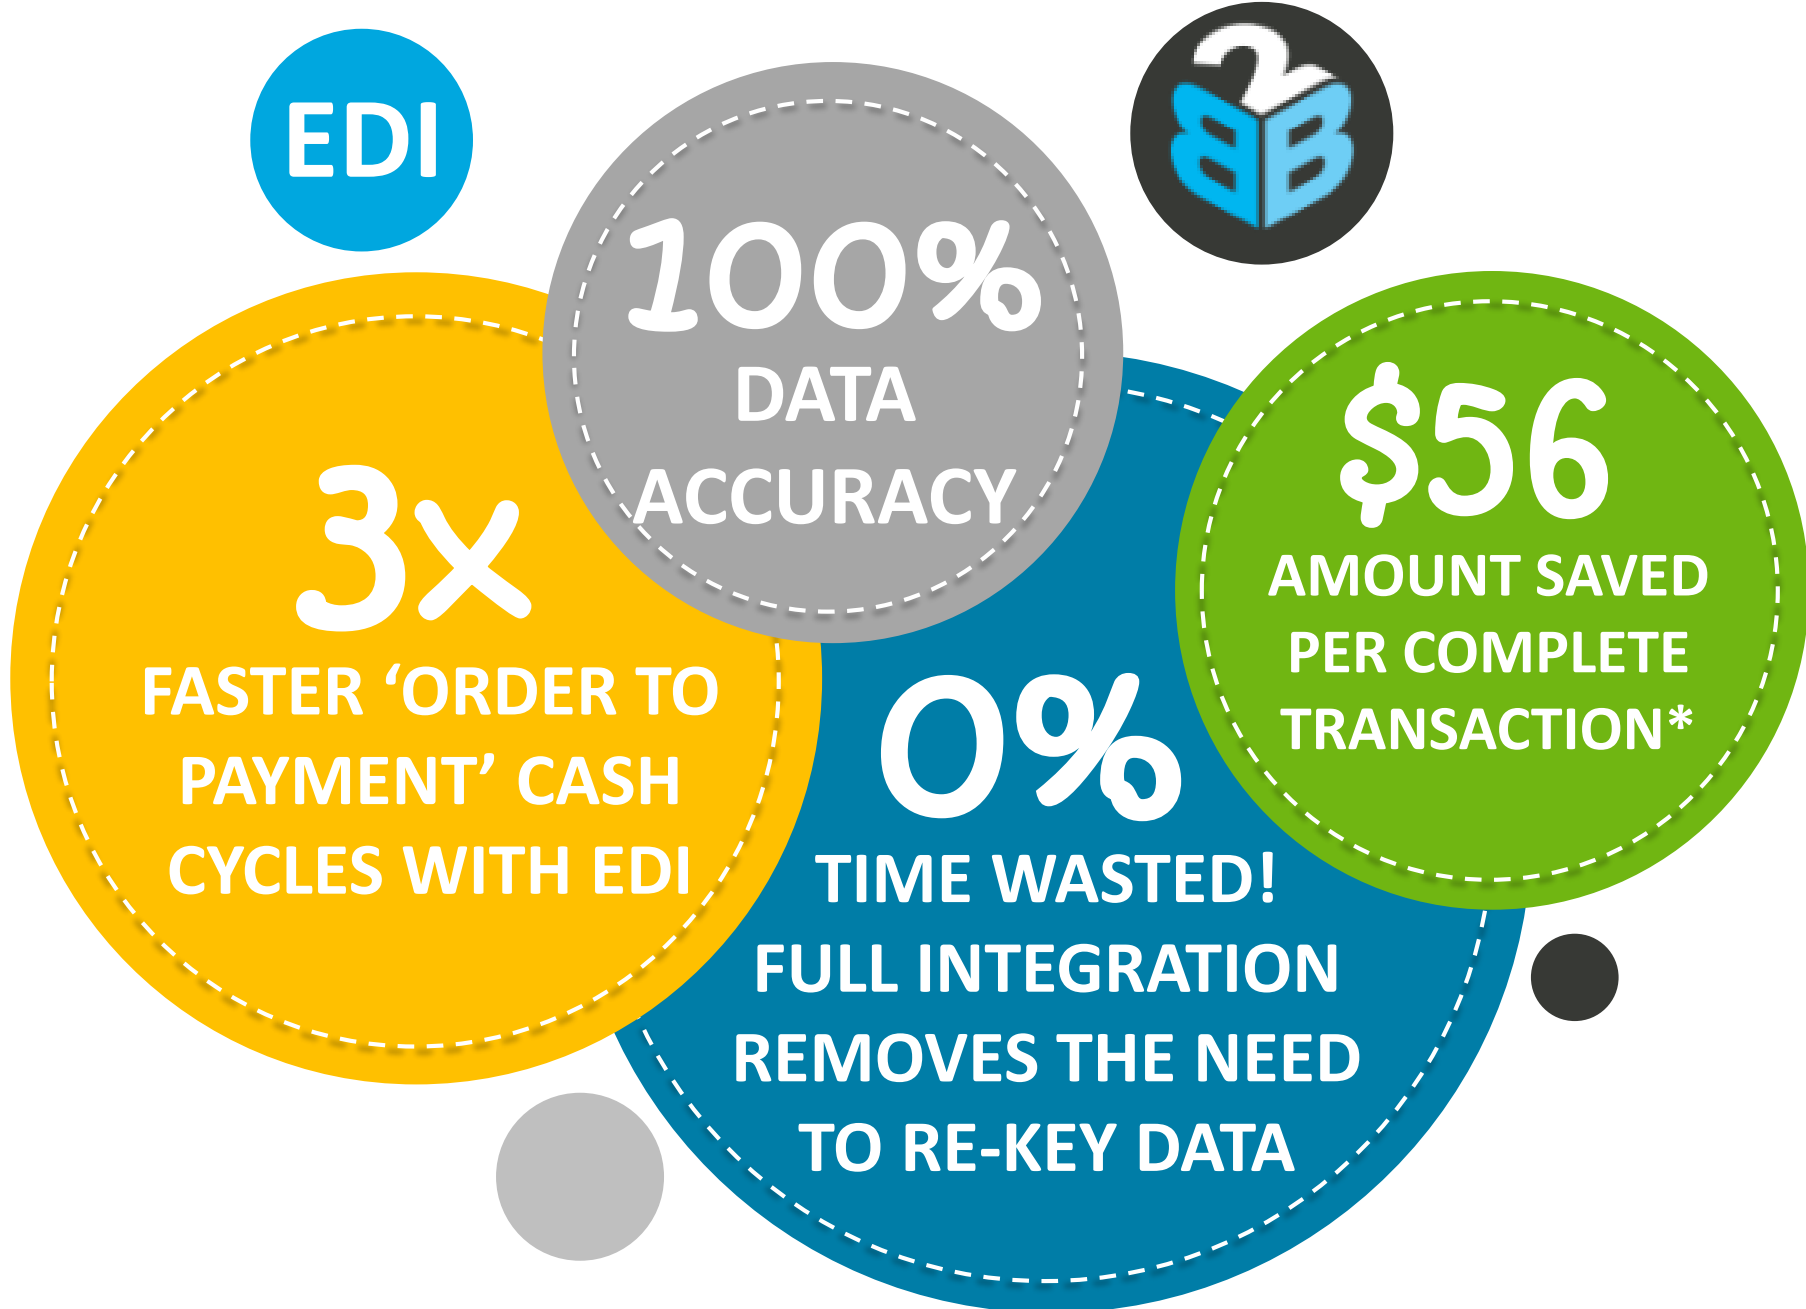 EDI
B2B
100%
DATA
ACCURACY
3x
FASTER ‘ORDER TO
PAYMENT’ CASH
CYCLES WITH EDI
0%
TIME WASTED!
FULL INTEGRATION
REMOVES THE NEED
TO RE-KEY DATA
$56
AMOUNT SAVED
PER COMPLETE
TRANSACTION*